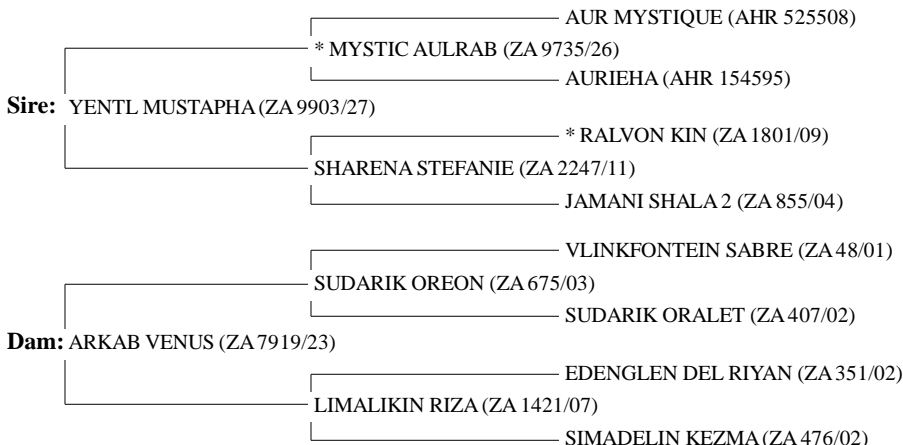 AUR MYSTIQUE (AHR 525508)
* MYSTIC AULRAB (ZA 9735/26)
AURIEHA (AHR 154595)
Sire: YENTL MUSTAPHA (ZA 9903/27)
* RALVON KIN (ZA 1801/09)
SHARENA STEFANIE (ZA 2247/11)
JAMANI SHALA 2 (ZA 855/04)
VLINKFONTEIN SABRE (ZA 48/01)
SUDARIK OREON (ZA 675/03)
SUDARIK ORALET (ZA 407/02)
Dam: ARKAB VENUS (ZA 7919/23)
EDENGLEN DEL RIYAN (ZA 351/02)
LIMALIKIN RIZA (ZA 1421/07)
SIMADELIN KEZMA (ZA 476/02)